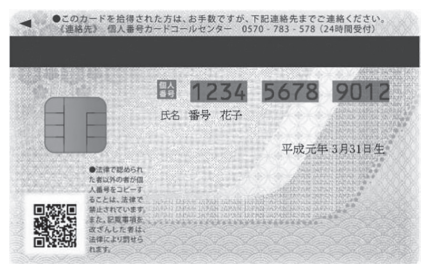 ●このカードを拾得された方は、お手数ですが、下記連絡先までご連絡ください。
《連絡先》 個人番号カードコールセンター 0570-783-578（24時間受付）
個人番号 1234 5678 9012
氏名 番号 花子
平成元年 3月31日生
●法律で認められ
た者以外の者が個
人番号をコピーす
ることは、法律で
禁止されています。
また、記載事項を
改ざんした者は、
法律により罰せら
れます。